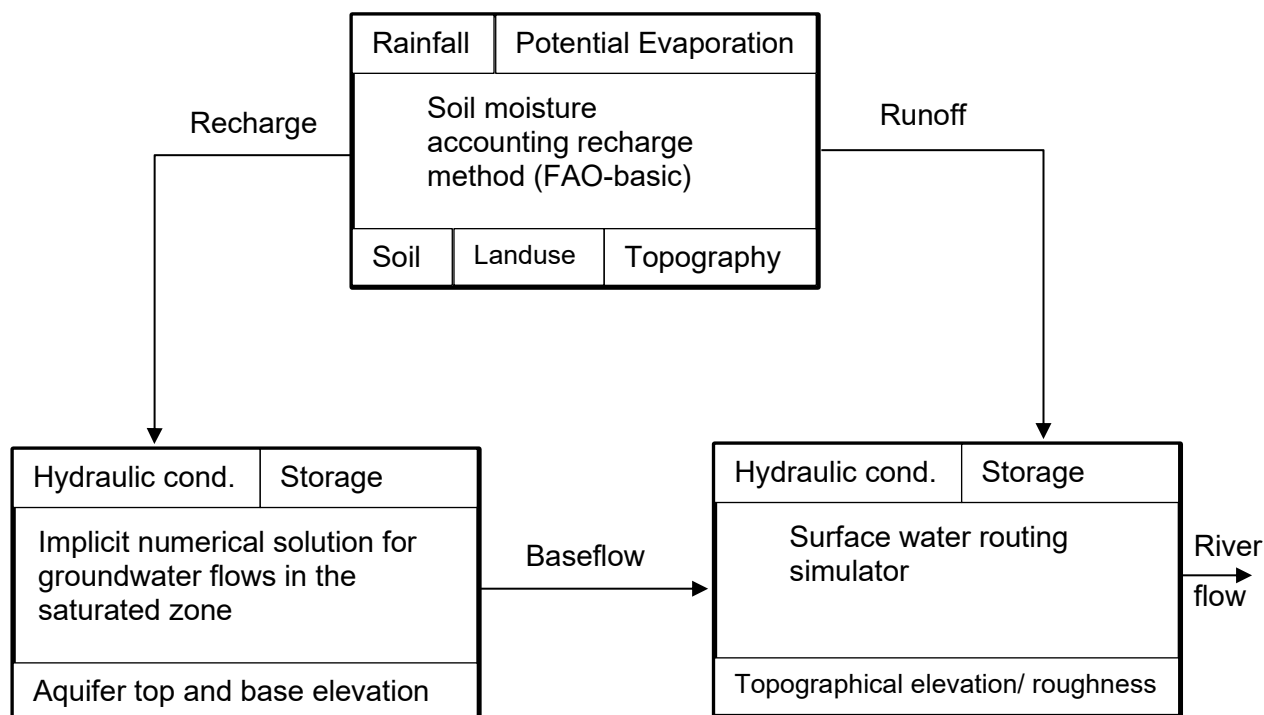 Rainfall
Potential Evaporation
Recharge
Soil moisture
accounting recharge
method (FAO-basic)
Runoff
Soil
Landuse
Topography
Hydraulic cond.
Storage
Implicit numerical solution for
groundwater flows in the
saturated zone
Aquifer top and base elevation
Baseflow
Hydraulic cond.
Storage
Surface water routing
simulator
Topographical elevation/ roughness
River
flow